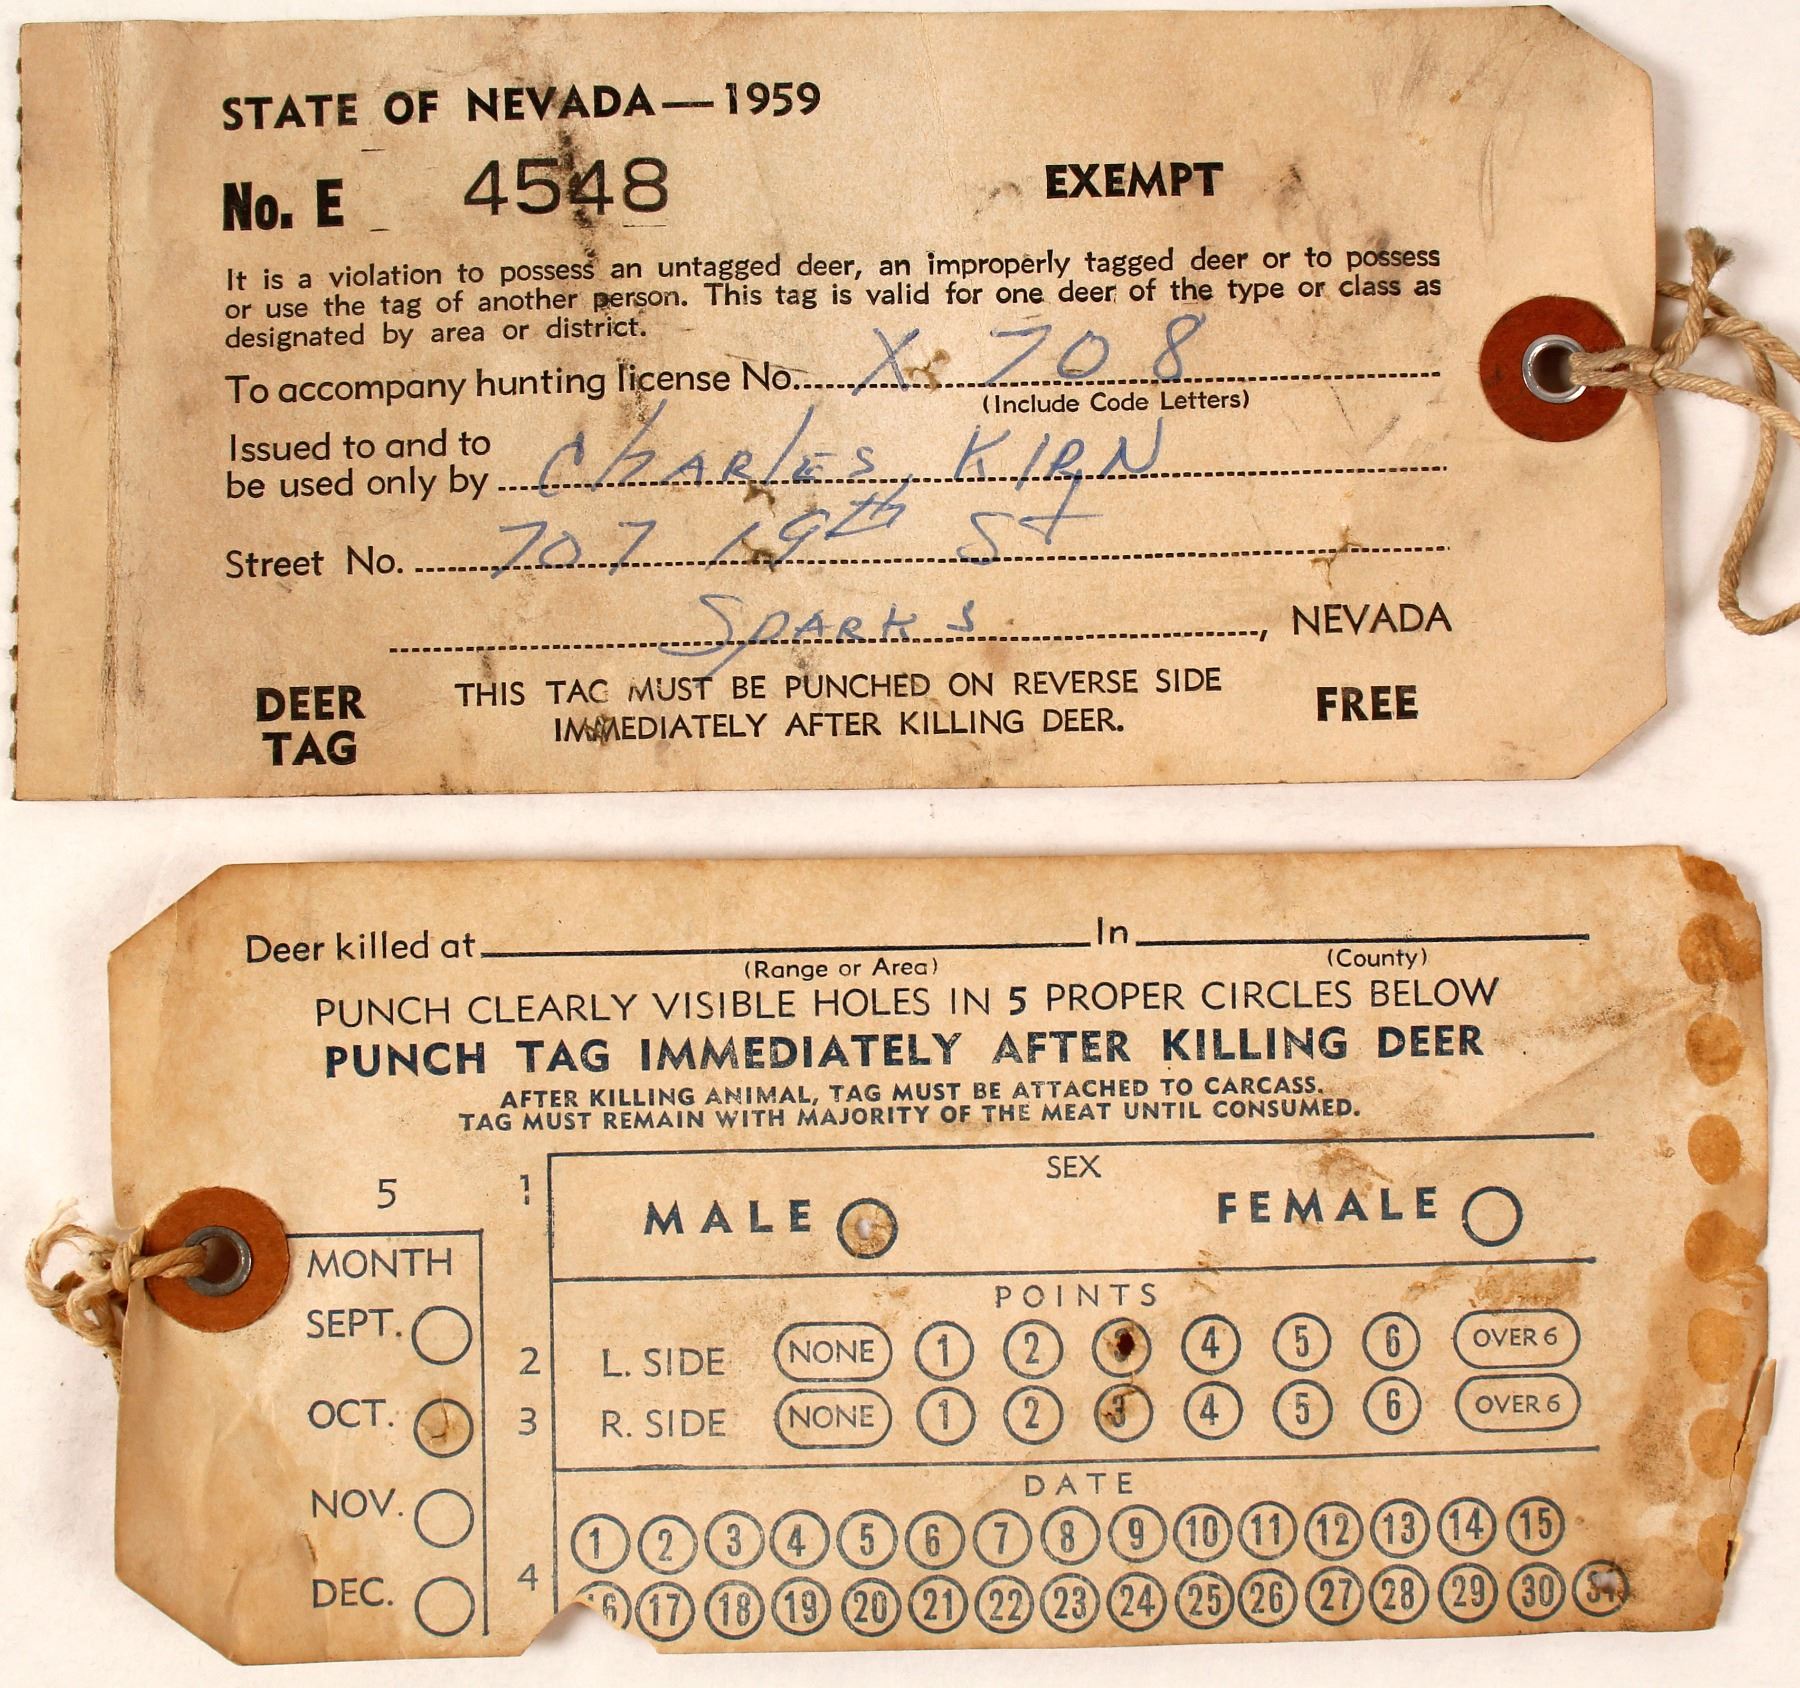 STATE OF NEVADA—1959
No. E 4548 EXEMPT
It is a violation to possess an untagged deer, an improperly tagged deer or to possess
or use the tag of another person. This tag is valid for one deer of the type or class as
designated by area or district.
To accompany hunting license No. X 708
(Include Code Letters)
Issued to and to
be used only by Charles Kirn
Street No. 707 19th St
Sparks, NEVADA
DEER TAG
THIS TAG MUST BE PUNCHED ON REVERSE SIDE
IMMEDIATELY AFTER KILLING DEER.
FREE
Deer killed at In
(Range or Area) (County)
PUNCH CLEARLY VISIBLE HOLES IN 5 PROPER CIRCLES BELOW
PUNCH TAG IMMEDIATELY AFTER KILLING DEER
AFTER KILLING ANIMAL, TAG MUST BE ATTACHED TO CARCASS.
TAG MUST REMAIN WITH MAJORITY OF THE MEAT UNTIL CONSUMED.
5
MONTH
SEPT.
OCT.
NOV.
DEC.
1 SEX
MALE FEMALE
POINTS
2 L. SIDE NONE 1 2 3 4 5 6 OVER 6
3 R. SIDE NONE 1 2 3 4 5 6 OVER 6
DATE
1 2 3 4 5 6 7 8 9 10 11 12 13 14 15
4 16 17 18 19 20 21 22 23 24 25 26 27 28 29 30 31